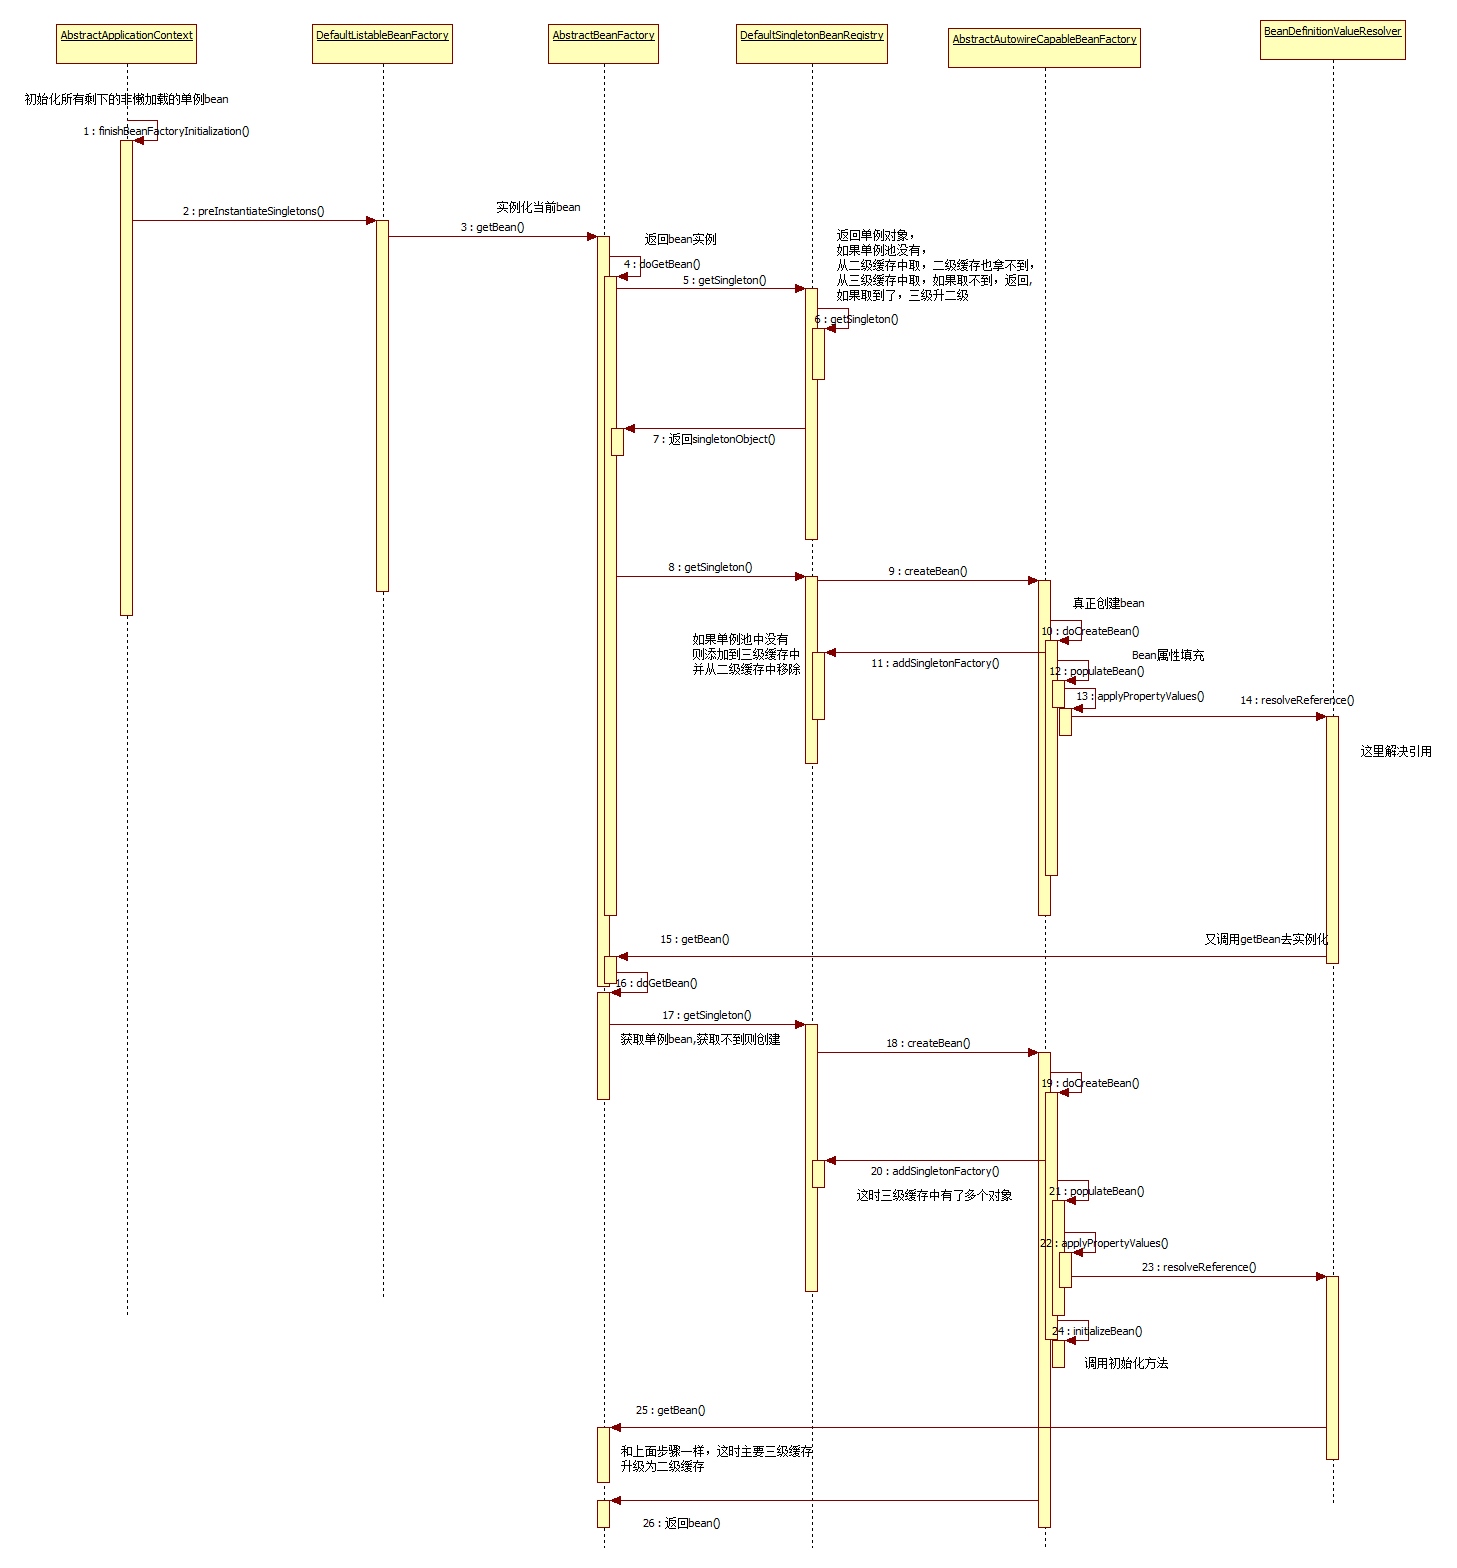 AbstractApplicationContext
DefaultListableBeanFactory
AbstractBeanFactory
DefaultSingletonBeanRegistry
AbstractAutowireCapableBeanFactory
BeanDefinitionValueResolver
初始化所有剩下的非懒加载的单例bean
1 : finishBeanFactoryInitialization()
2 : preInstantiateSingletons()
实例化当前bean
3 : getBean()
返回bean实例
4 : doGetBean()
5 : getSingleton()
返回单例对象，
如果单例池没有，
从二级缓存中取，二级缓存也拿不到，
从三级缓存中取，如果取不到，返回,
如果取到了，三级升二级
6 : getSingleton()
7 : 返回singletonObject()
8 : getSingleton()
9 : createBean()
真正创建bean
10 : doCreateBean()
如果单例池中没有
则添加到三级缓存中
并从二级缓存中移除
11 : addSingletonFactory()
Bean属性填充
12 : populateBean()
13 : applyPropertyValues()
14 : resolveReference()
这里解决引用
15 : getBean()
又调用getBean去实例化
16 : doGetBean()
17 : getSingleton()
获取单例bean,获取不到则创建
18 : createBean()
19 : doCreateBean()
20 : addSingletonFactory()
这时三级缓存中有了多个对象
21 : populateBean()
22 : applyPropertyValues()
23 : resolveReference()
24 : initializeBean()
调用初始化方法
25 : getBean()
和上面步骤一样，这时主要三级缓存
升级为二级缓存
26 : 返回bean()